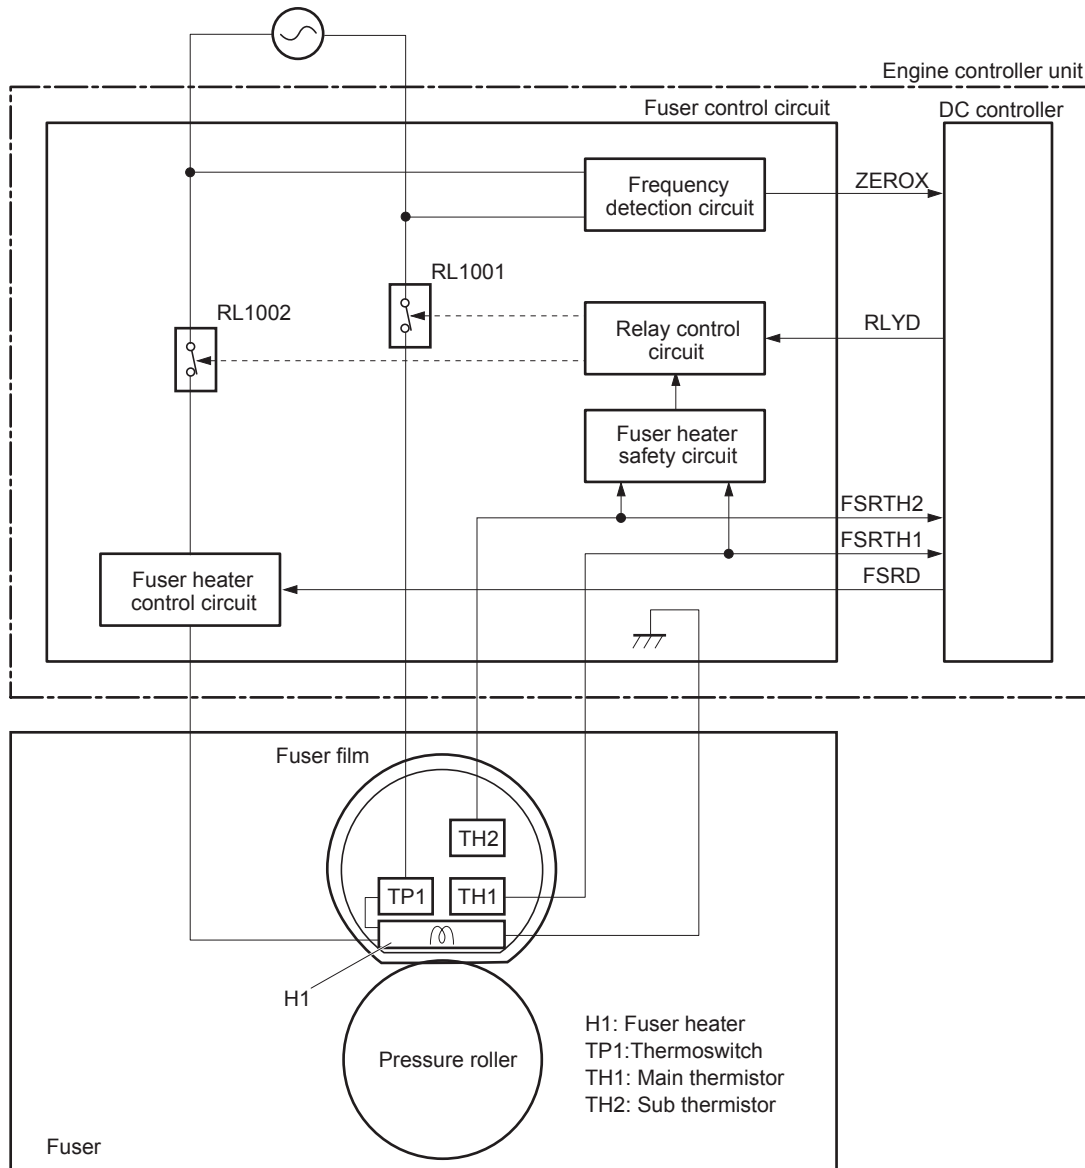 Engine controller unit
Fuser control circuit
DC controller
Frequency
detection circuit
ZEROX
RL1001
RL1002
Relay control
circuit
RLYD
Fuser heater
safety circuit
FSRTH2
FSRTH1
FSRD
Fuser heater
control circuit
Fuser film
TH2
TP1
TH1
H1
Pressure roller
H1: Fuser heater
TP1:Thermoswitch
TH1: Main thermistor
TH2: Sub thermistor
Fuser